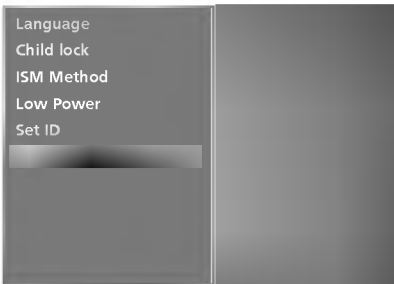 Language
Child lock
ISM Method
Low Power
Set ID